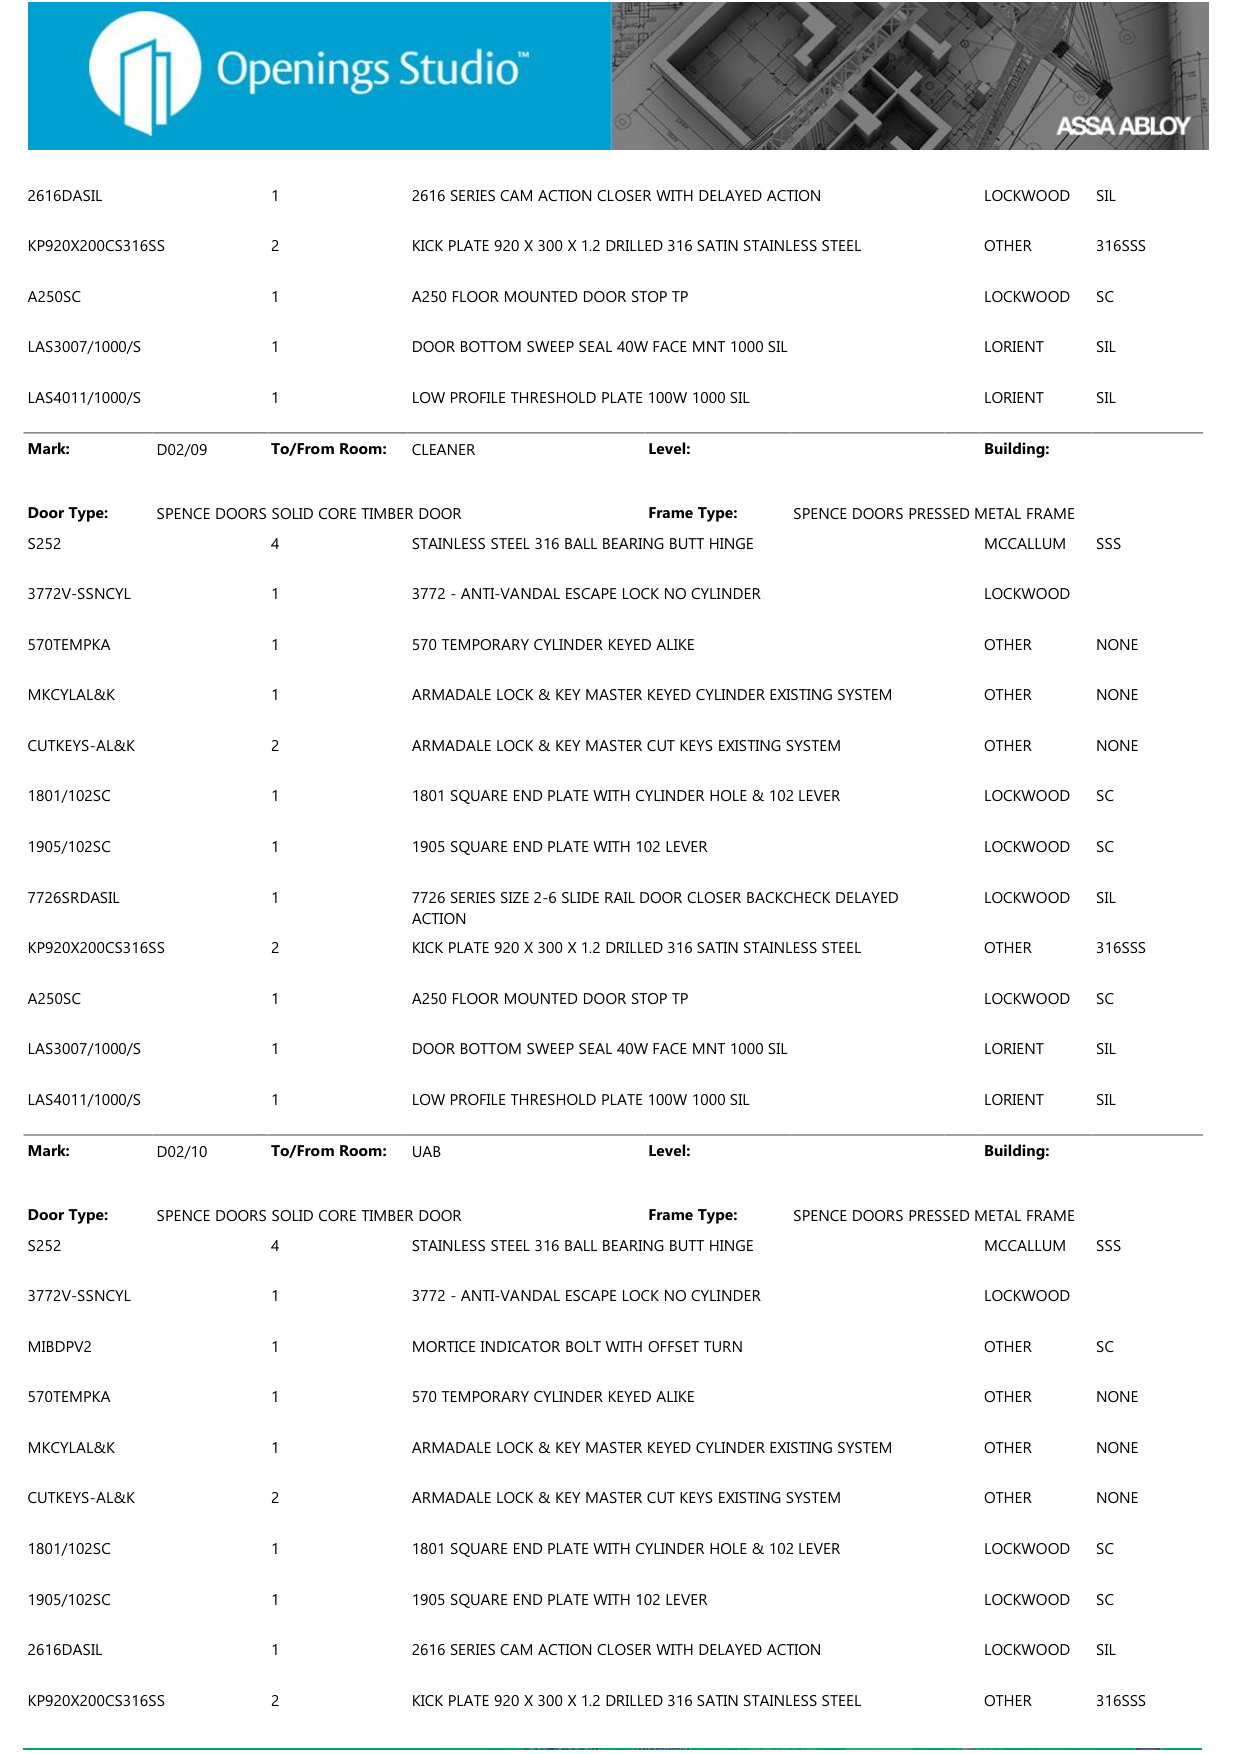 Openings Studio™
ASSA ABLOY
2616DASIL 1 2616 SERIES CAM ACTION CLOSER WITH DELAYED ACTION LOCKWOOD SIL
KP920X200CS316SS 2 KICK PLATE 920 X 300 X 1.2 DRILLED 316 SATIN STAINLESS STEEL OTHER 316SSS
A250SC 1 A250 FLOOR MOUNTED DOOR STOP TP LOCKWOOD SC
LAS3007/1000/S 1 DOOR BOTTOM SWEEP SEAL 40W FACE MNT 1000 SIL LORIENT SIL
LAS4011/1000/S 1 LOW PROFILE THRESHOLD PLATE 100W 1000 SIL LORIENT SIL
Mark: D02/09 To/From Room: CLEANER Level: Building:
Door Type: SPENCE DOORS SOLID CORE TIMBER DOOR Frame Type: SPENCE DOORS PRESSED METAL FRAME
S252 4 STAINLESS STEEL 316 BALL BEARING BUTT HINGE MCCALLUM SSS
3772V-SSNCYL 1 3772 - ANTI-VANDAL ESCAPE LOCK NO CYLINDER LOCKWOOD
570TEMPKA 1 570 TEMPORARY CYLINDER KEYED ALIKE OTHER NONE
MKCYLAL&K 1 ARMADALE LOCK & KEY MASTER KEYED CYLINDER EXISTING SYSTEM OTHER NONE
CUTKEYS-AL&K 2 ARMADALE LOCK & KEY MASTER CUT KEYS EXISTING SYSTEM OTHER NONE
1801/102SC 1 1801 SQUARE END PLATE WITH CYLINDER HOLE & 102 LEVER LOCKWOOD SC
1905/102SC 1 1905 SQUARE END PLATE WITH 102 LEVER LOCKWOOD SC
7726SRDASIL 1 7726 SERIES SIZE 2-6 SLIDE RAIL DOOR CLOSER BACKCHECK DELAYED LOCKWOOD SIL
ACTION
KP920X200CS316SS 2 KICK PLATE 920 X 300 X 1.2 DRILLED 316 SATIN STAINLESS STEEL OTHER 316SSS
A250SC 1 A250 FLOOR MOUNTED DOOR STOP TP LOCKWOOD SC
LAS3007/1000/S 1 DOOR BOTTOM SWEEP SEAL 40W FACE MNT 1000 SIL LORIENT SIL
LAS4011/1000/S 1 LOW PROFILE THRESHOLD PLATE 100W 1000 SIL LORIENT SIL
Mark: D02/10 To/From Room: UAB Level: Building:
Door Type: SPENCE DOORS SOLID CORE TIMBER DOOR Frame Type: SPENCE DOORS PRESSED METAL FRAME
S252 4 STAINLESS STEEL 316 BALL BEARING BUTT HINGE MCCALLUM SSS
3772V-SSNCYL 1 3772 - ANTI-VANDAL ESCAPE LOCK NO CYLINDER LOCKWOOD
MIBDPV2 1 MORTICE INDICATOR BOLT WITH OFFSET TURN OTHER SC
570TEMPKA 1 570 TEMPORARY CYLINDER KEYED ALIKE OTHER NONE
MKCYLAL&K 1 ARMADALE LOCK & KEY MASTER KEYED CYLINDER EXISTING SYSTEM OTHER NONE
CUTKEYS-AL&K 2 ARMADALE LOCK & KEY MASTER CUT KEYS EXISTING SYSTEM OTHER NONE
1801/102SC 1 1801 SQUARE END PLATE WITH CYLINDER HOLE & 102 LEVER LOCKWOOD SC
1905/102SC 1 1905 SQUARE END PLATE WITH 102 LEVER LOCKWOOD SC
2616DASIL 1 2616 SERIES CAM ACTION CLOSER WITH DELAYED ACTION LOCKWOOD SIL
KP920X200CS316SS 2 KICK PLATE 920 X 300 X 1.2 DRILLED 316 SATIN STAINLESS STEEL OTHER 316SSS